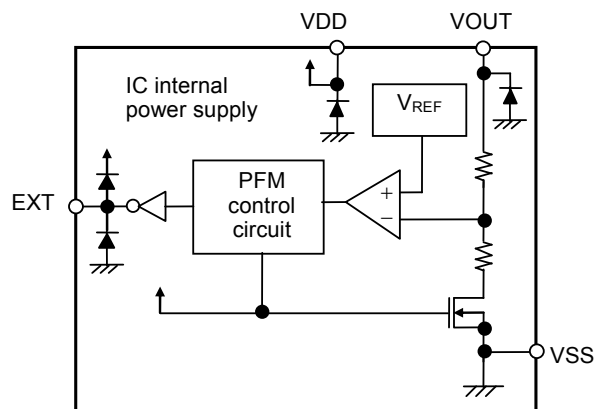 VDD
VOUT
IC internal
power supply
VREF
EXT
PFM
control
circuit
+
−
VSS